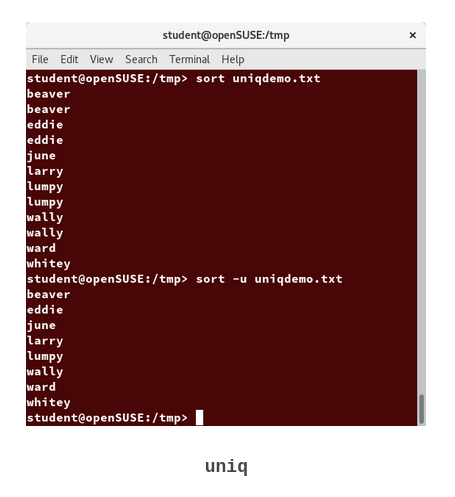 student@openSUSE:/tmp
×
File Edit View Search Terminal Help
student@openSUSE:/tmp> sort uniqdemo.txt
beaver
beaver
eddie
eddie
june
larry
lumpy
lumpy
wally
wally
ward
whitey
student@openSUSE:/tmp> sort -u uniqdemo.txt
beaver
eddie
june
larry
lumpy
wally
ward
whitey
student@openSUSE:/tmp>
uniq